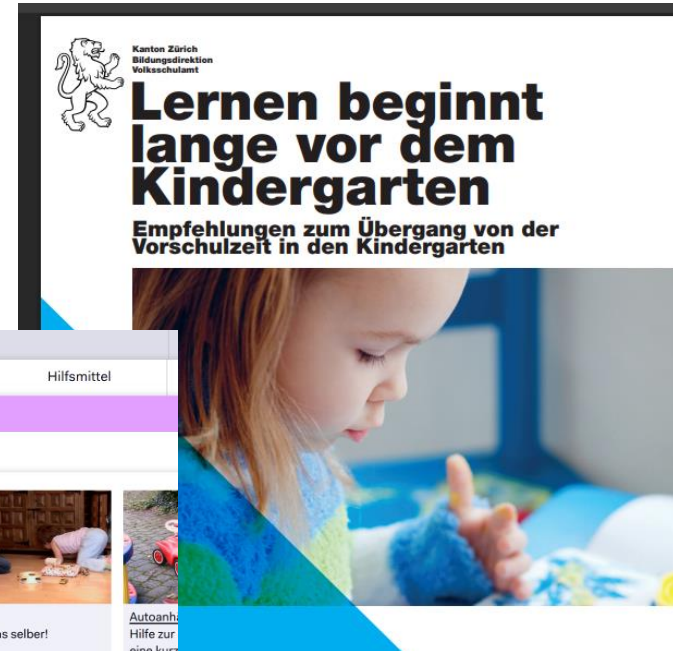 Kanton Zürich
Bildungsdirektion
Volksschulamt
Lernen beginnt
lange vor dem
Kindergarten
Empfehlungen zum Übergang von der
Vorschulzeit in den Kindergarten
Hilfsmittel
selber!
Hilfe zur